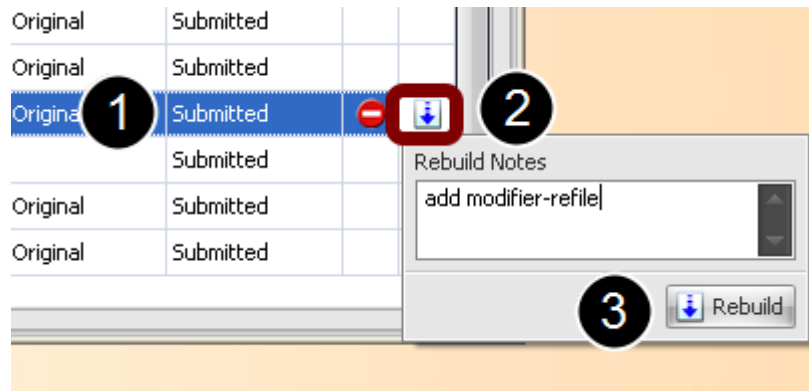 Original Submitted
Original Submitted
1 Origina Submitted 2
Submitted
Original Submitted
Original Submitted
Rebuild Notes
add modifier-refile
3 Rebuild